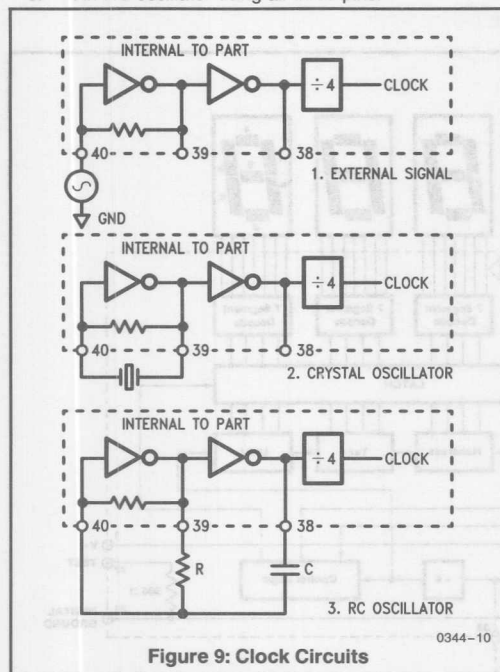 INTERNAL TO PART
÷4
CLOCK
40
39
38
1. EXTERNAL SIGNAL
GND
INTERNAL TO PART
÷4
CLOCK
40
39
38
2. CRYSTAL OSCILLATOR
INTERNAL TO PART
÷4
CLOCK
40
39
38
R
C
3. RC OSCILLATOR
0344–10
Figure 9: Clock Circuits